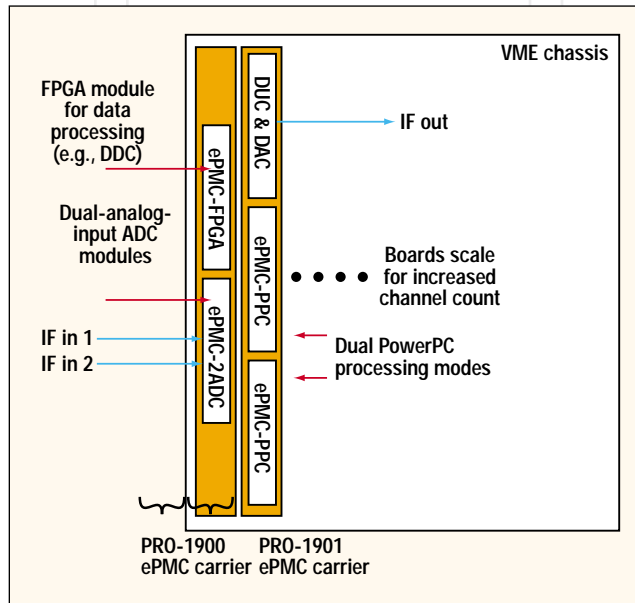 VME chassis
FPGA module
for data
processing
(e.g., DDC)
Dual-analog-
input ADC
modules
IF in 1
IF in 2
ePMC-FPGA
ePMC-2ADC
DUC & DAC
ePMC-PPC
ePMC-PPC
IF out
Boards scale
for increased
channel count
Dual PowerPC
processing modes
PRO-1900
ePMC carrier
PRO-1901
ePMC carrier